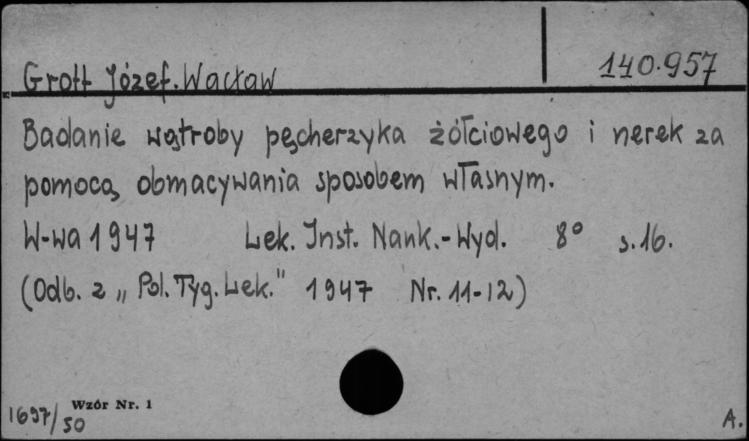 Grott Józef.Wacław 140.957
Badanie wątroby pęcherzyka żółciowego i nerek za
pomocą obmacywania sposobem własnym.
W-wa 1947 Lek. Inst. Nauk.-Wyd. 8° s.16.
(Odb. z „Pol. Tyg. Lek." 1947 Nr. 11-12)
Wzór Nr. 1
1697/50 A.